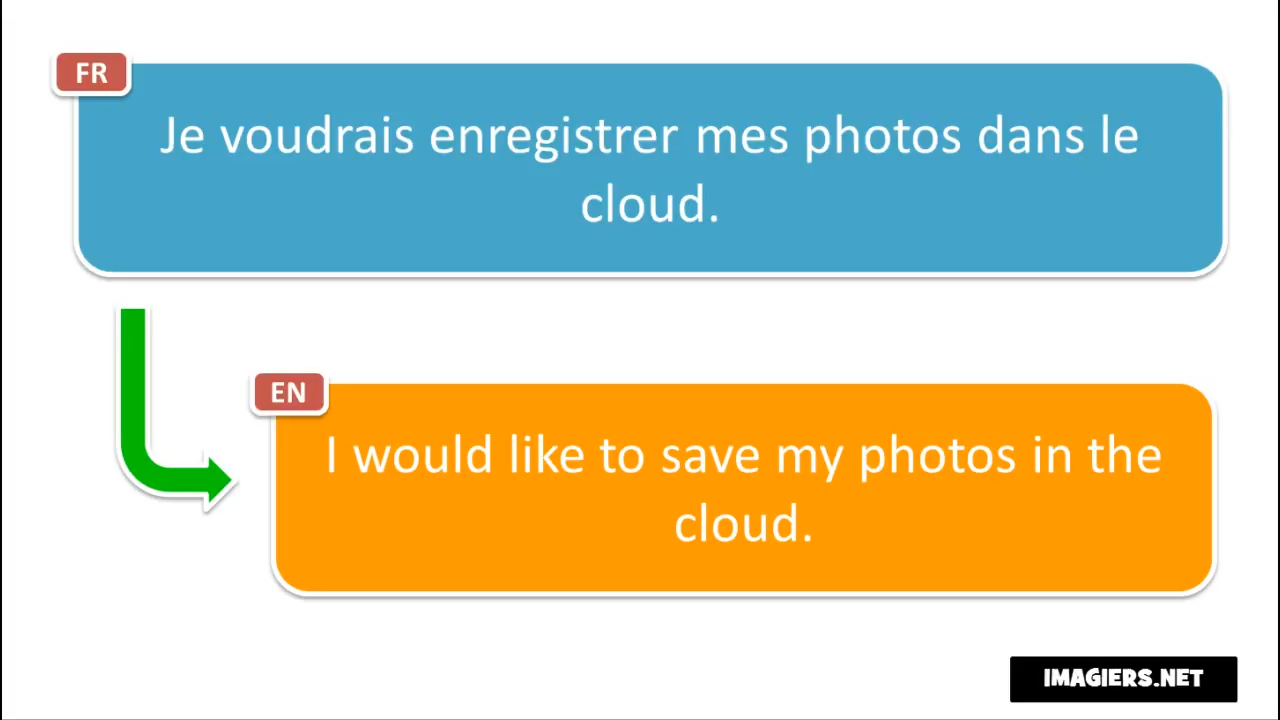 FR
Je voudrais enregistrer mes photos dans le
cloud.
EN
I would like to save my photos in the
cloud.
IMAGIERS.NET